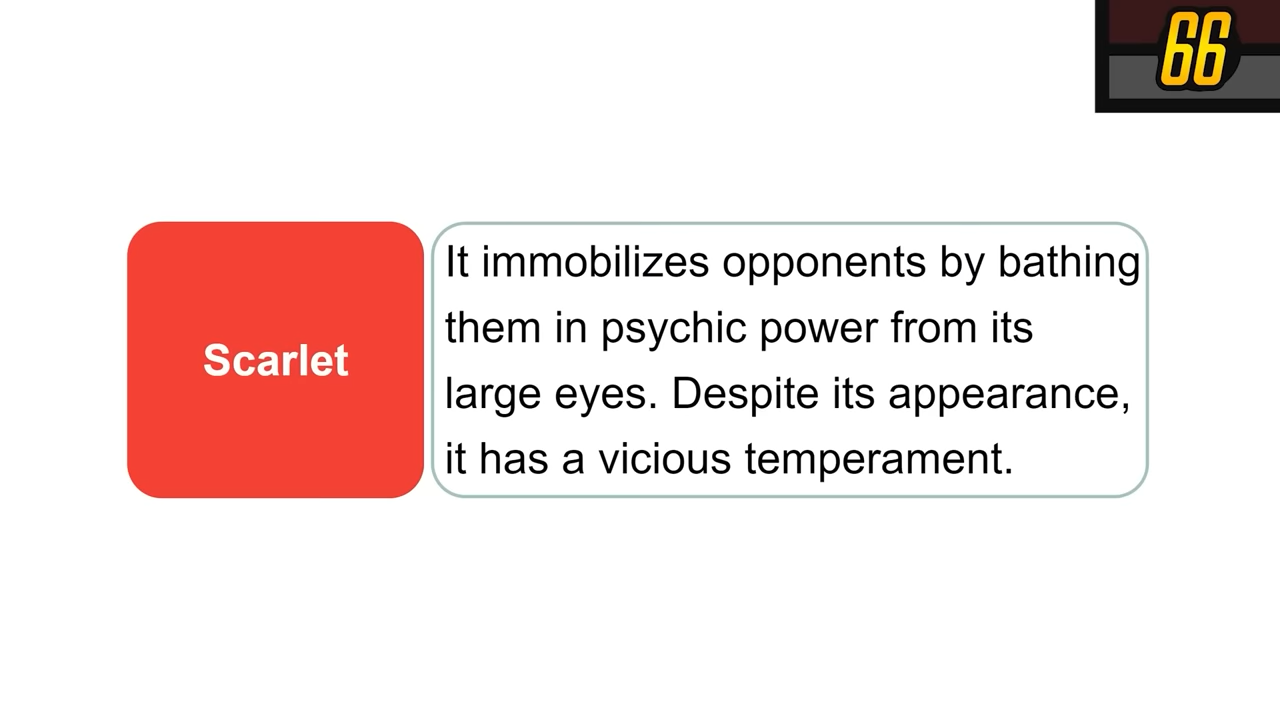 66
Scarlet
It immobilizes opponents by bathing
them in psychic power from its
large eyes. Despite its appearance,
it has a vicious temperament.